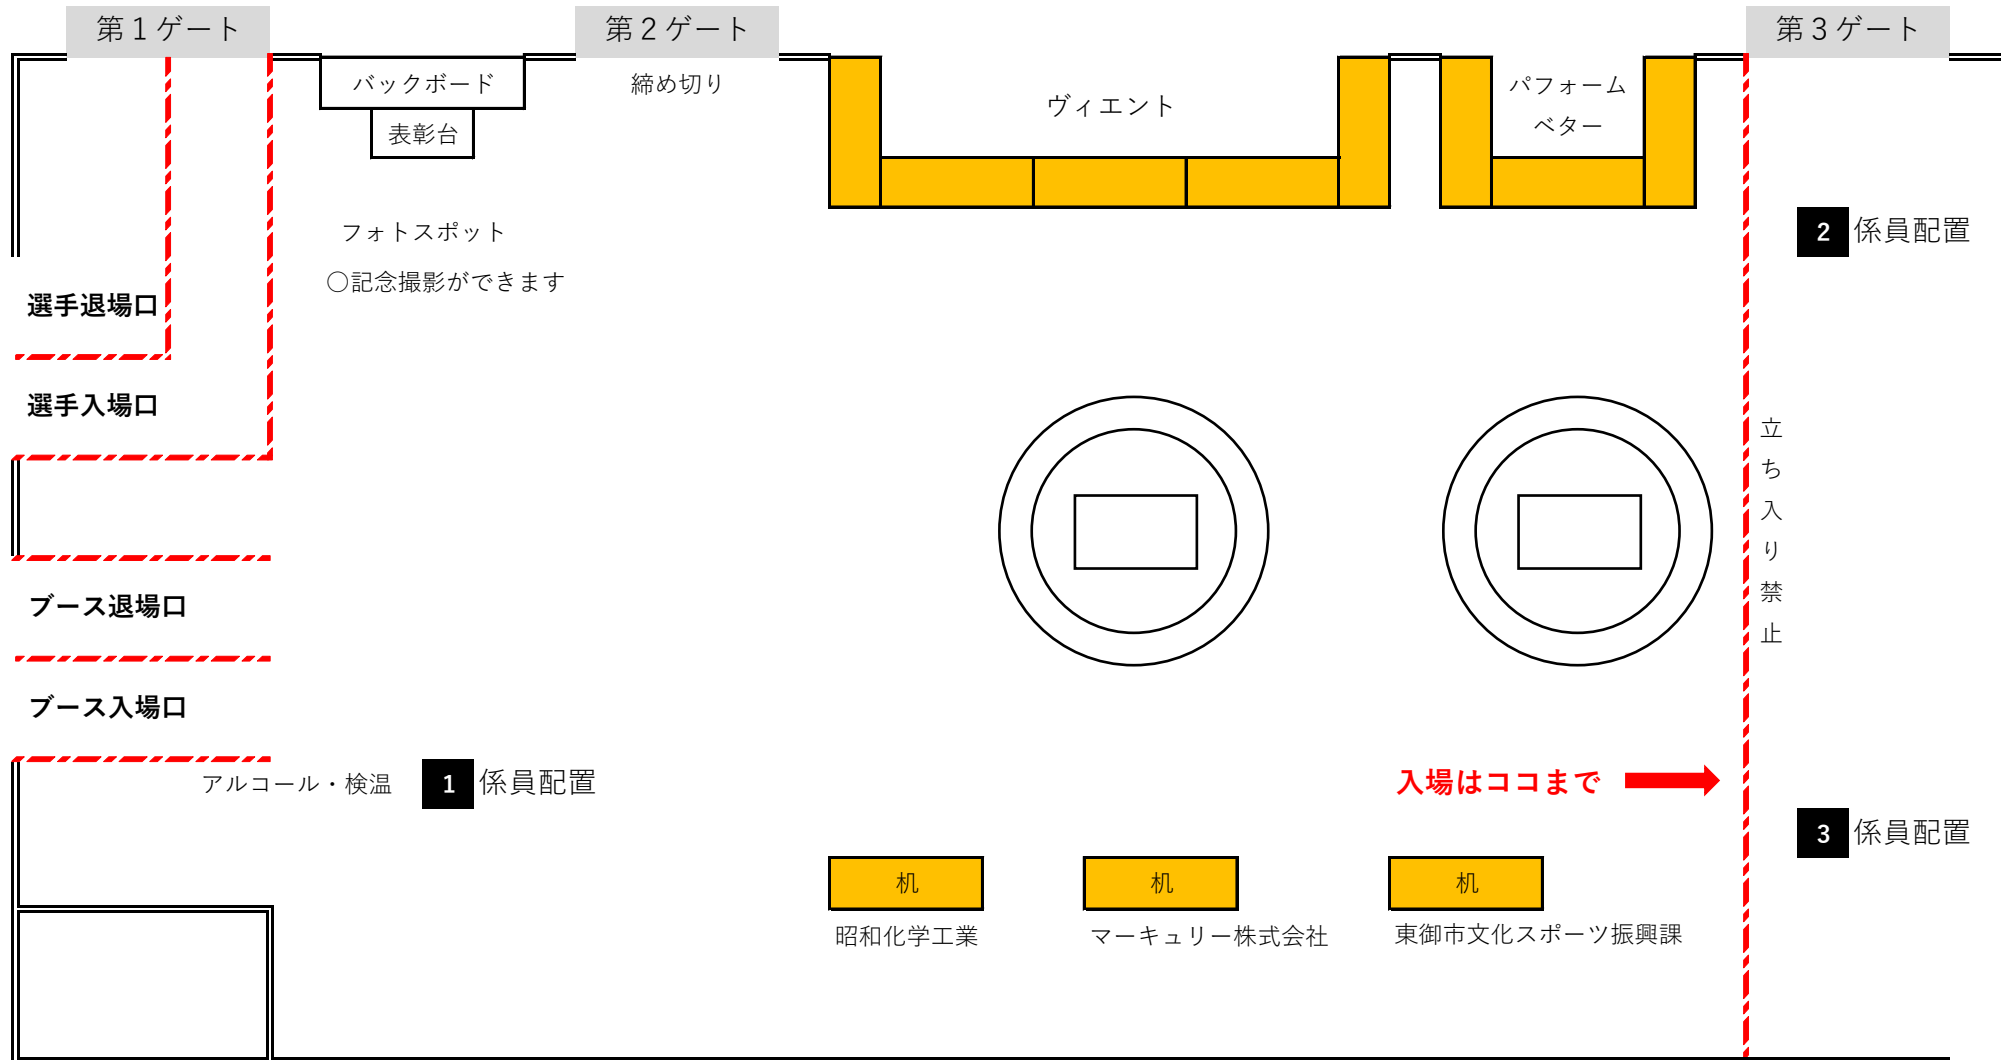 第１ゲート
第２ゲート
第３ゲート
バックボード
締め切り
パフォーム
ベター
ヴィエント
表彰台
2 係員配置
フォトスポット
○記念撮影ができます
選手退場口
選手入場口
立ち入り禁止
ブース退場口
ブース入場口
アルコール・検温
1 係員配置
入場はココまで
3 係員配置
机
机
机
昭和化学工業
マーキュリー株式会社
東御市文化スポーツ振興課